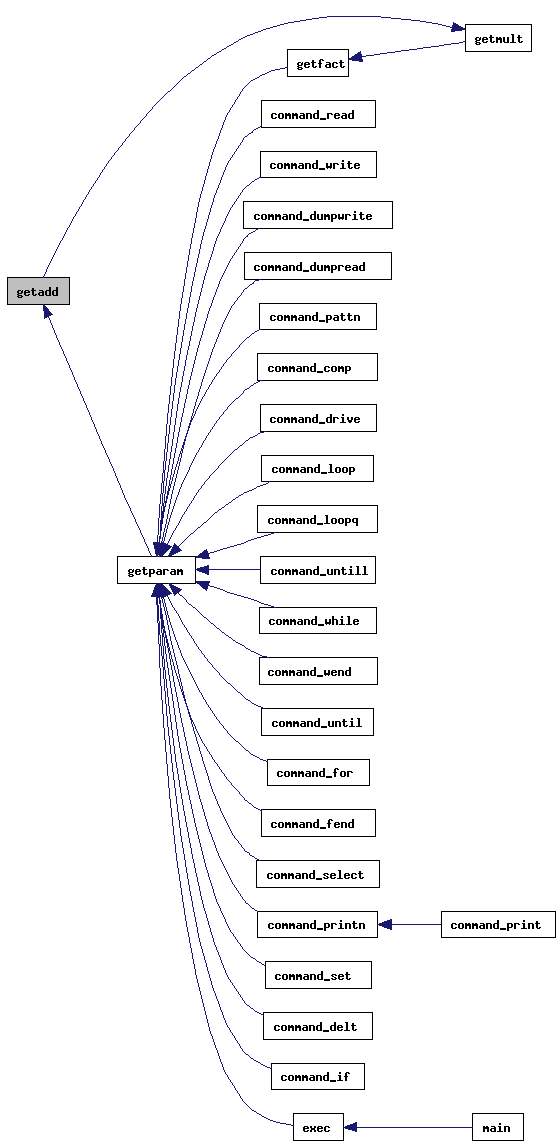 getmult
getfact
command_read
command_write
command_dumpwrite
command_dumpread
getadd
command_pattn
command_comp
command_drive
command_loop
command_loopq
getparam
command_untill
command_while
command_wend
command_until
command_for
command_fend
command_select
command_printn
command_print
command_set
command_delt
command_if
exec
main